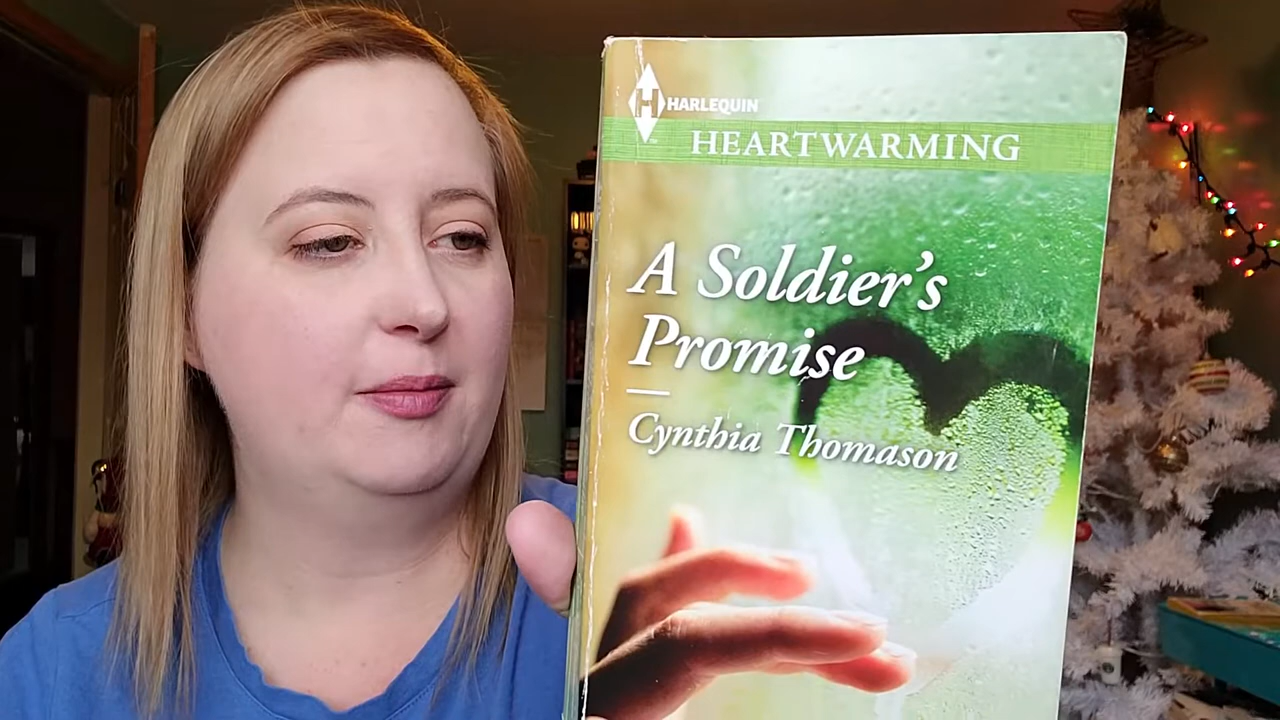 HARLEQUIN
HEARTWARMING
A Soldier's
Promise
Cynthia Thomason